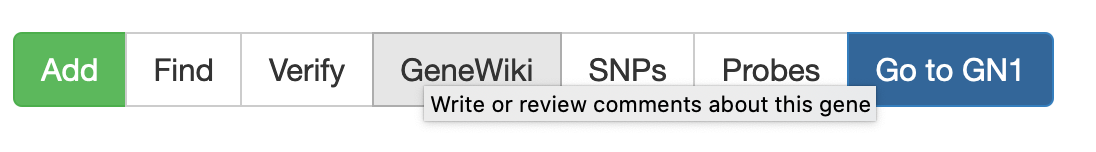 Add Find Verify GeneWiki SNPs Probes Go to GN1
Write or review comments about this gene